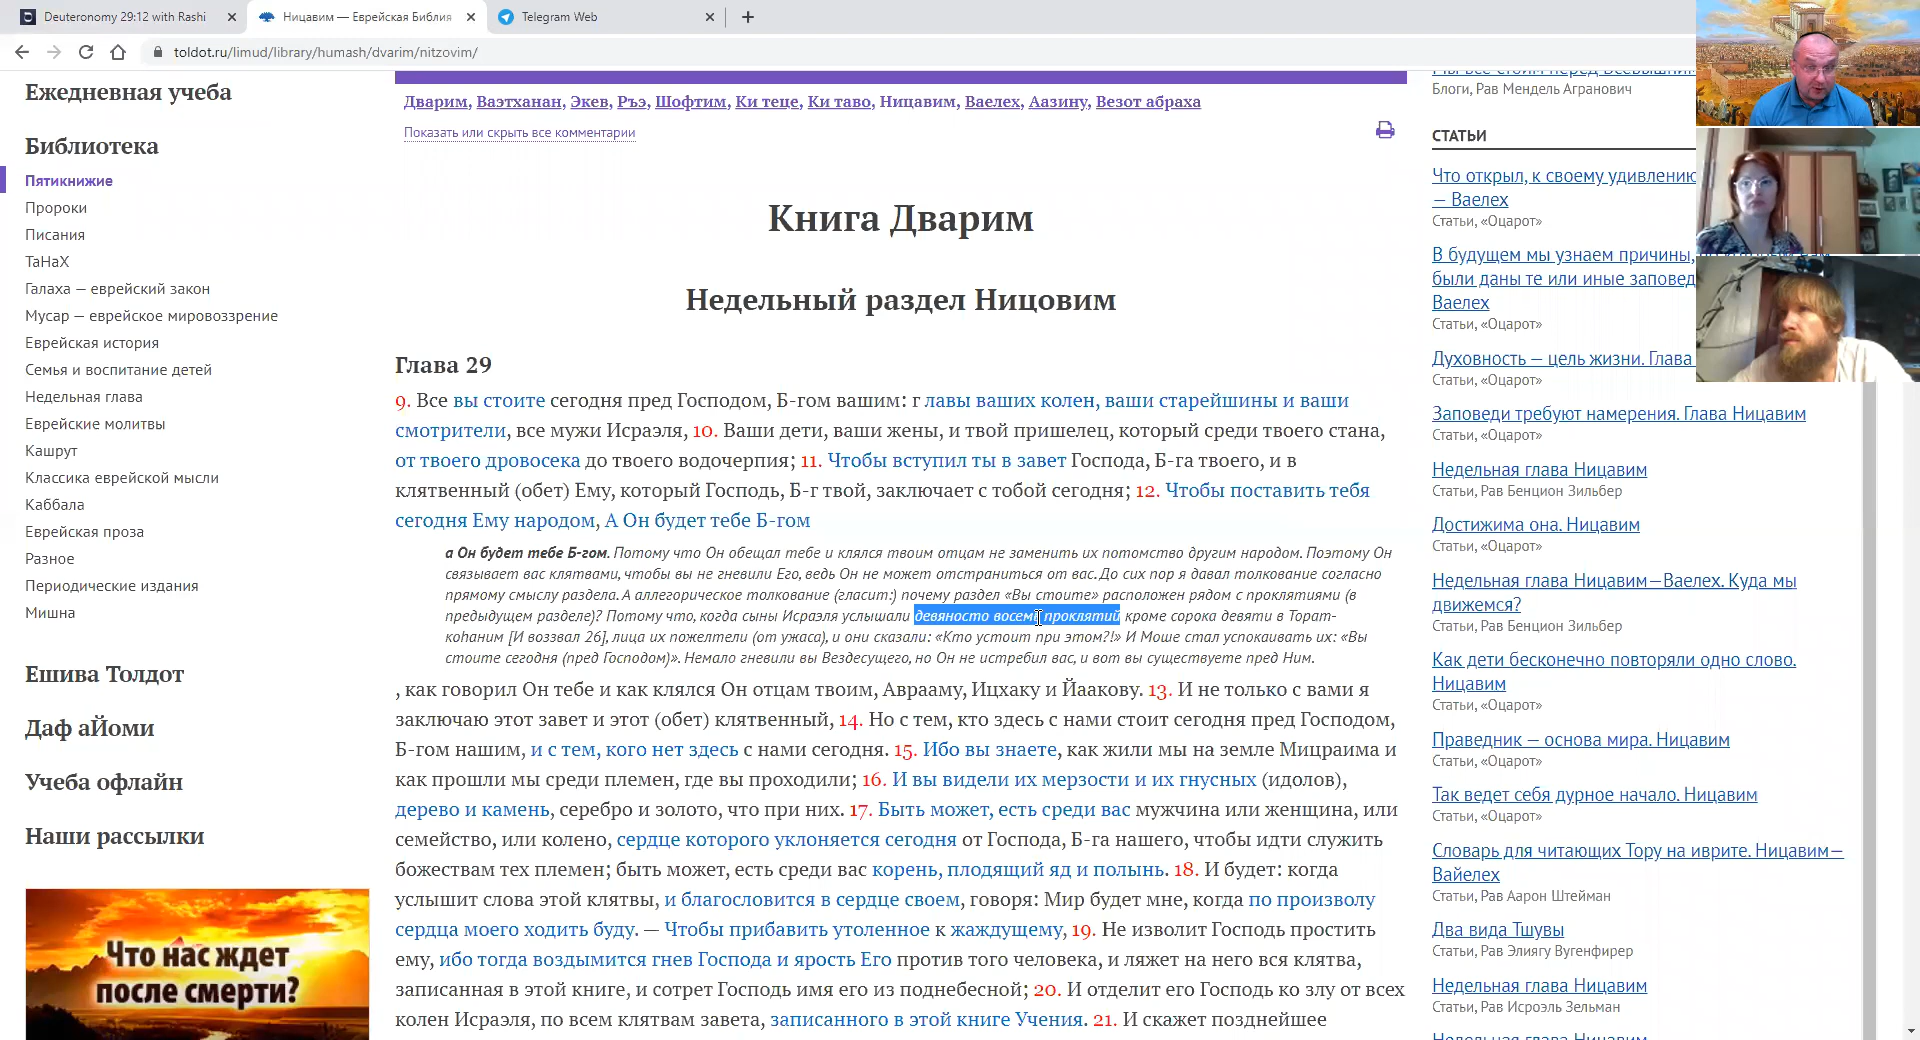 Deuteronomy 29:12 with Rashi
Ницавим — Еврейская Библия
Telegram Web
toldot.ru/limud/library/humash/dvarim/nitzovim/
Ежедневная учеба
Библиотека
Пятикнижие
Пророки
Писания
ТаНаХ
Галаха — еврейский закон
Мусар — еврейское мировоззрение
Еврейская история
Семья и воспитание детей
Недельная глава
Еврейские молитвы
Кашрут
Классика еврейской мысли
Каббала
Еврейская проза
Разное
Периодические издания
Мишна
Ешива Толдот
Даф аЙоми
Учеба офлайн
Наши рассылки
Что нас ждет
после смерти?
Дварим, Ваэтханан, Экев, Ръэ, Шофтим, Ки теце, Ки таво, Ницавим, Ваелех, Аазину, Везот абраха
Показать или скрыть все комментарии
Книга Дварим
Недельный раздел Ницовим
Глава 29
9. Все вы стоите сегодня пред Господом, Б-гом вашим: г лавы ваших колен, ваши старейшины и ваши
смотрители, все мужи Исраэля, 10. Ваши дети, ваши жены, и твой пришелец, который среди твоего стана,
от твоего дровосека до твоего водочерпия; 11. Чтобы вступил ты в завет Господа, Б-га твоего, и в
клятвенный (обет) Ему, который Господь, Б-г твой, заключает с тобой сегодня; 12. Чтобы поставить тебя
сегодня Ему народом, А Он будет тебе Б-гом
а Он будет тебе Б-гом. Потому что Он обещал тебе и клялся твоим отцам не заменить их потомство другим народом. Поэтому Он
связывает вас клятвами, чтобы вы не гневили Его, ведь Он не может отстраниться от вас. До сих пор я давал толкование согласно
прямому смыслу раздела. А аллегорическое толкование (гласит:) почему раздел «Вы стоите» расположен рядом с проклятиями (в
предыдущем разделе)? Потому что, когда сыны Исраэля услышали девяносто восемь проклятий кроме сорока девяти в Торат-
коћаним [И воззвал 26], лица их пожелтели (от ужаса), и они сказали: «Кто устоит при этом?!» И Моше стал успокаивать их: «Вы
стоите сегодня (пред Господом)». Немало гневили вы Вездесущего, но Он не истребил вас, и вот вы существуете пред Ним.
, как говорил Он тебе и как клялся Он отцам твоим, Аврааму, Ицхаку и Йаакову. 13. И не только с вами я
заключаю этот завет и этот (обет) клятвенный, 14. Но с тем, кто здесь с нами стоит сегодня пред Господом,
Б-гом нашим, и с тем, кого нет здесь с нами сегодня. 15. Ибо вы знаете, как жили мы на земле Мицраима и
как прошли мы среди племен, где вы проходили; 16. И вы видели их мерзости и их гнусных (идолов),
дерево и камень, серебро и золото, что при них. 17. Быть может, есть среди вас мужчина или женщина, или
семейство, или колено, сердце которого уклоняется сегодня от Господа, Б-га нашего, чтобы идти служить
божествам тех племен; быть может, есть среди вас корень, плодящий яд и полынь. 18. И будет: когда
услышит слова этой клятвы, и благословится в сердце своем, говоря: Мир будет мне, когда по произволу
сердца моего ходить буду. — Чтобы прибавить утоленное к жаждущему, 19. Не изволит Господь простить
ему, ибо тогда воздымится гнев Господа и ярость Его против того человека, и ляжет на него вся клятва,
записанная в этой книге, и сотрет Господь имя его из поднебесной; 20. И отделит его Господь ко злу от всех
колен Исраэля, по всем клятвам завета, записанного в этой книге Учения. 21. И скажет позднейшее
Мы все стоим перед Всевышним
Блоги, Рав Мендель Агранович
СТАТЬИ
Что открыл, к своему удивлению
— Ваелех
Статьи, «Оцарот»
В будущем мы узнаем причины,
были даны те или иные заповед
Ваелех
Статьи, «Оцарот»
Духовность — цель жизни. Глава
Статьи, «Оцарот»
Заповеди требуют намерения. Глава Ницавим
Статьи, «Оцарот»
Недельная глава Ницавим
Статьи, Рав Бенцион Зильбер
Достижима она. Ницавим
Статьи, «Оцарот»
Недельная глава Ницавим—Ваелех. Куда мы
движемся?
Статьи, Рав Бенцион Зильбер
Как дети бесконечно повторяли одно слово.
Ницавим
Статьи, «Оцарот»
Праведник — основа мира. Ницавим
Статьи, «Оцарот»
Так ведет себя дурное начало. Ницавим
Статьи, «Оцарот»
Словарь для читающих Тору на иврите. Ницавим—
Вайелех
Статьи, Рав Аарон Штейман
Два вида Тшувы
Статьи, Рав Элиягу Вугенфирер
Недельная глава Ницавим
Статьи, Рав Исроэль Зельман
Недельная глава Ницавим